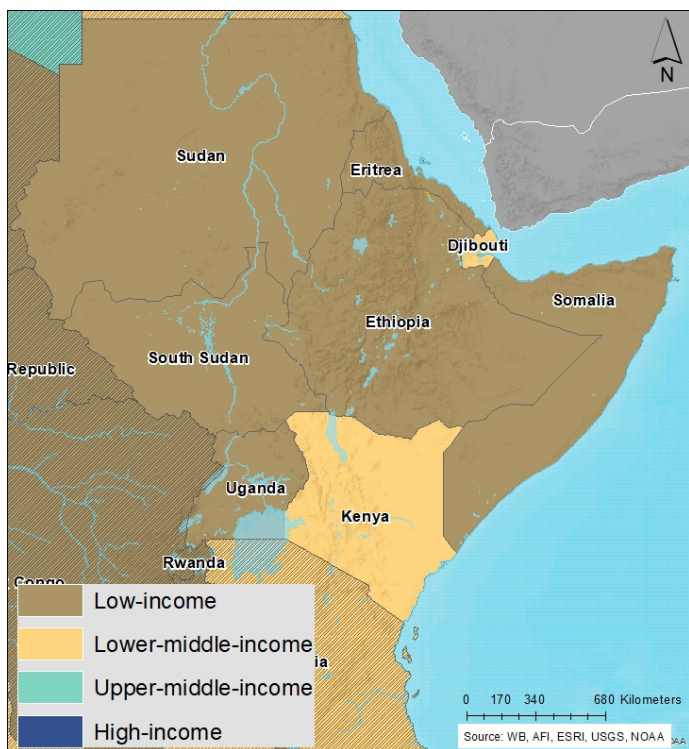 N
Sudan
Eritrea
Djibouti
Somalia
Ethiopia
South Sudan
Republic
Uganda
Kenya
Rwanda
Congo
Low-income
Lower-middle-income
ia
Upper-middle-income
High-income
0 170 340 680 Kilometers
Source: WB, AFI, ESRI, USGS, NOAA